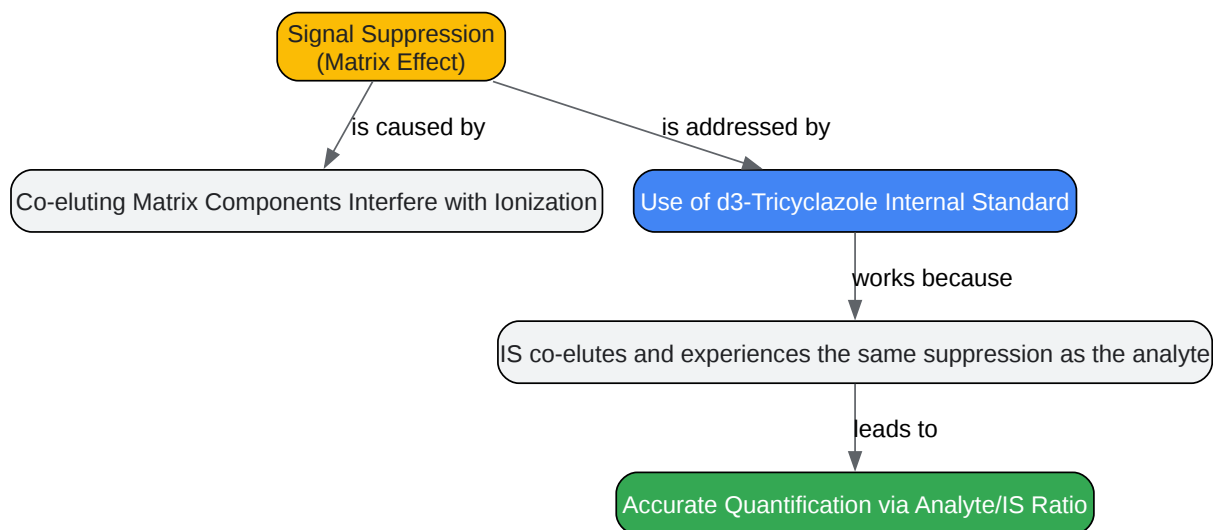 Signal Suppression
(Matrix Effect)
is caused by
is addressed by
Co-eluting Matrix Components Interfere with Ionization
Use of d3-Tricyclazole Internal Standard
works because
IS co-elutes and experiences the same suppression as the analyte
leads to
Accurate Quantification via Analyte/IS Ratio